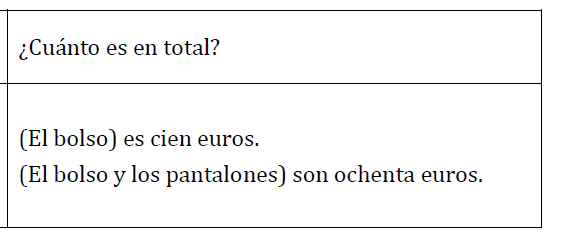 ¿Cuánto es en total?
(El bolso) es cien euros.
(El bolso y los pantalones) son ochenta euros.